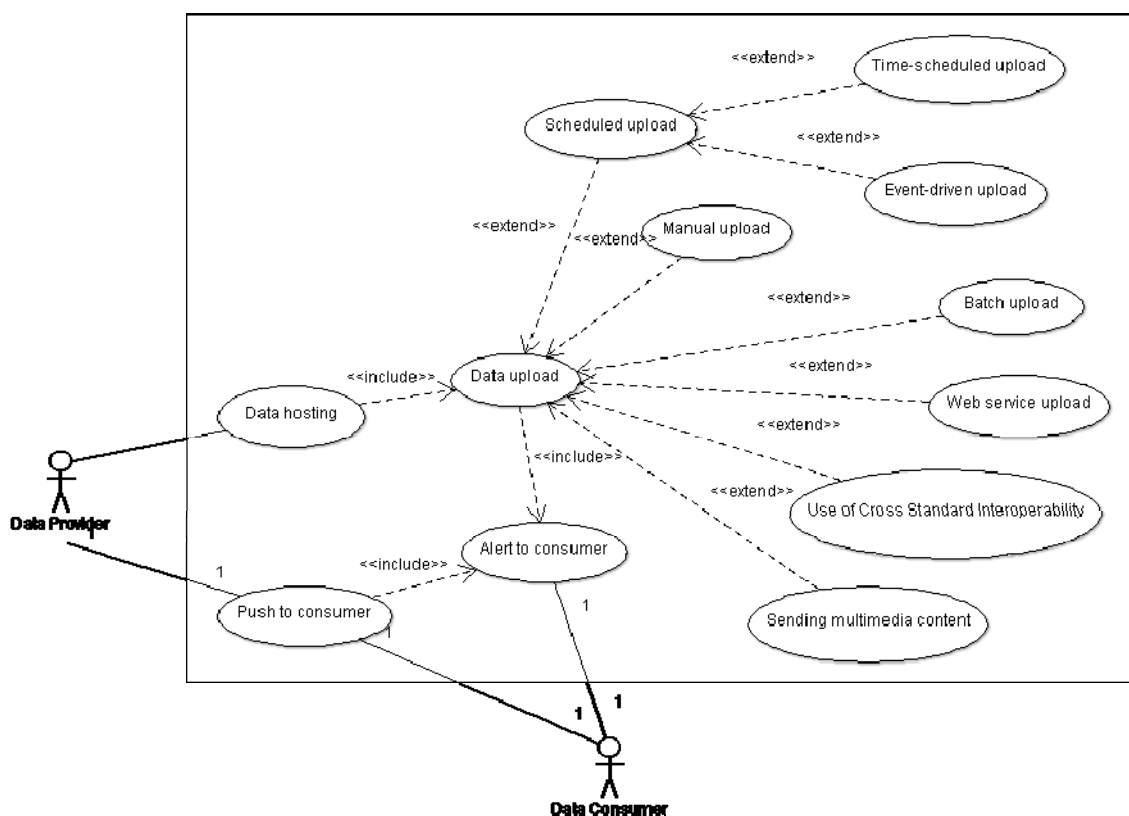 <<extend>>
Time-scheduled upload
Scheduled upload
<<extend>>
Event-driven upload
<<extend>>
<<extend>>
Manual upload
<<extend>>
Batch upload
<<include>>
Data upload
<<extend>>
Data hosting
Web service upload
<<extend>>
<<include>>
<<extend>>
Use of Cross Standard Interoperability
Data Provider
1
Alert to consumer
<<include>>
1
1
Push to consumer
1
Sending multimedia content
1
1
Data Consumer